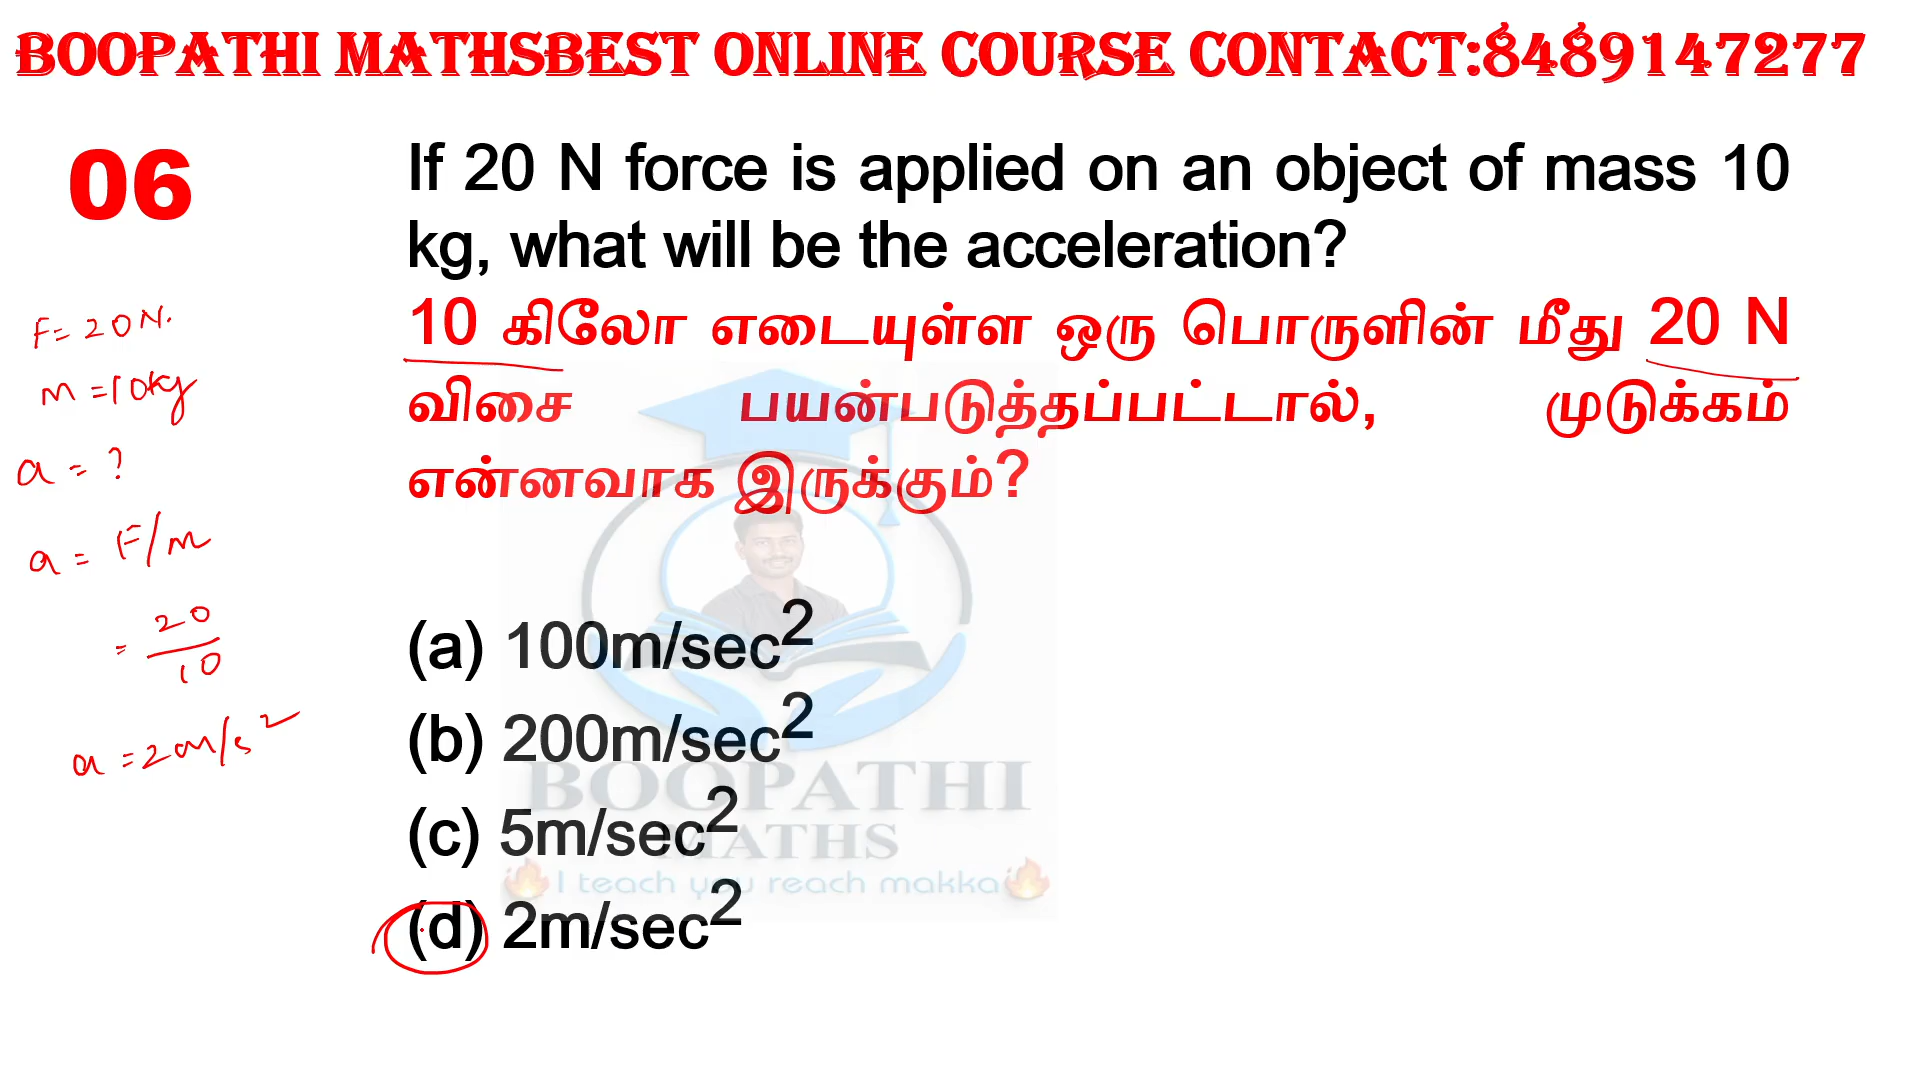 BOOPATHI MATHSBEST ONLINE COURSE CONTACT:8489147277
06
If 20 N force is applied on an object of mass 10
kg, what will be the acceleration?
10 கிலோ எடையுள்ள ஒரு பொருளின் மீது 20 N
விசை பயன்படுத்தப்பட்டால், முடுக்கம்
என்னவாக இருக்கும்?
F = 20 N.
m = 10kg
a = ?
a = F/m
= 20/10
a = 2m/s²
(a) 100m/sec²
(b) 200m/sec²
(c) 5m/sec²
(d) 2m/sec²
BOOPATHI
MATHS
I teach you reach makka